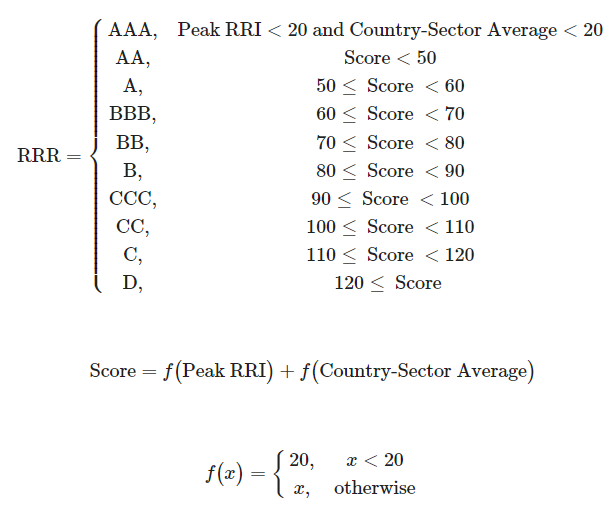 AAA, Peak RRI < 20 and Country-Sector Average < 20
AA, Score < 50
A, 50 ≤ Score < 60
BBB, 60 ≤ Score < 70
BB, 70 ≤ Score < 80
RRR =
B, 80 ≤ Score < 90
CCC, 90 ≤ Score < 100
CC, 100 ≤ Score < 110
C, 110 ≤ Score < 120
D, 120 ≤ Score
Score = f(Peak RRI) + f(Country-Sector Average)
f(x) = { 20, x < 20
x, otherwise